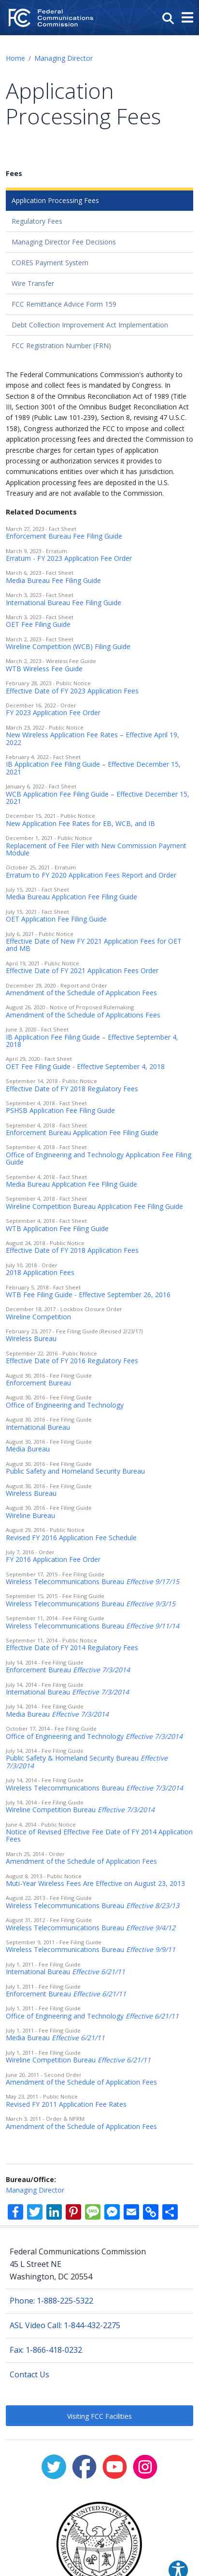 Federal
Communications
Commission
Home / Managing Director
Application
Processing Fees
Fees
Application Processing Fees
Regulatory Fees
Managing Director Fee Decisions
CORES Payment System
Wire Transfer
FCC Remittance Advice Form 159
Debt Collection Improvement Act Implementation
FCC Registration Number (FRN)
The Federal Communications Commission's authority to
impose and collect fees is mandated by Congress. In
Section 8 of the Omnibus Reconciliation Act of 1989 (Title
III, Section 3001 of the Omnibus Budget Reconciliation Act
of 1989 (Public Law 101-239), Section 8, revising 47 U.S.C.
158), Congress authorized the FCC to impose and collect
application processing fees and directed the Commission to
prescribe charges for certain types of application
processing or authorizations services it provides to
communications entities over which it has jurisdiction.
Application processing fees are deposited in the U.S.
Treasury and are not available to the Commission.
Related Documents
March 27, 2023 - Fact Sheet
Enforcement Bureau Fee Filing Guide
March 9, 2023 - Erratum
Erratum - FY 2023 Application Fee Order
March 6, 2023 - Fact Sheet
Media Bureau Fee Filing Guide
March 3, 2023 - Fact Sheet
International Bureau Fee Filing Guide
March 3, 2023 - Fact Sheet
OET Fee Filing Guide
March 2, 2023 - Fact Sheet
Wireline Competition (WCB) Filing Guide
March 2, 2023 - Wireless Fee Guide
WTB Wireless Fee Guide
February 28, 2023 - Public Notice
Effective Date of FY 2023 Application Fees
December 16, 2022 - Order
FY 2023 Application Fee Order
March 23, 2022 - Public Notice
New Wireless Application Fee Rates – Effective April 19,
2022
February 4, 2022 - Fact Sheet
IB Application Fee Filing Guide – Effective December 15,
2021
January 6, 2022 - Fact Sheet
WCB Application Fee Filing Guide – Effective December 15,
2021
December 15, 2021 - Public Notice
New Application Fee Rates for EB, WCB, and IB
December 1, 2021 - Public Notice
Replacement of Fee Filer with New Commission Payment
Module
October 25, 2021 - Erratum
Erratum to FY 2020 Application Fees Report and Order
July 15, 2021 - Fact Sheet
Media Bureau Application Fee Filing Guide
July 15, 2021 - Fact Sheet
OET Application Fee Filing Guide
July 6, 2021 - Public Notice
Effective Date of New FY 2021 Application Fees for OET
and MB
April 19, 2021 - Public Notice
Effective Date of FY 2021 Application Fees Order
December 29, 2020 - Report and Order
Amendment of the Schedule of Application Fees
August 26, 2020 - Notice of Proposed Rulemaking
Amendment of the Schedule of Applications Fees
June 3, 2020 - Fact Sheet
IB Application Fee Filing Guide – Effective September 4,
2018
April 29, 2020 - Fact Sheet
OET Fee Filing Guide - Effective September 4, 2018
September 14, 2018 - Public Notice
Effective Date of FY 2018 Regulatory Fees
September 4, 2018 - Fact Sheet
PSHSB Application Fee Filing Guide
September 4, 2018 - Fact Sheet
Enforcement Bureau Application Fee Filing Guide
September 4, 2018 - Fact Sheet
Office of Engineering and Technology Application Fee Filing
Guide
September 4, 2018 - Fact Sheet
Media Bureau Application Fee Filing Guide
September 4, 2018 - Fact Sheet
Wireline Competition Bureau Application Fee Filing Guide
September 4, 2018 - Fact Sheet
WTB Application Fee Filing Guide
August 24, 2018 - Public Notice
Effective Date of FY 2018 Application Fees
July 10, 2018 - Order
2018 Application Fees
February 5, 2018 - Fact Sheet
WTB Fee Filing Guide - Effective September 26, 2016
December 18, 2017 - Lockbox Closure Order
Wireline Competition
February 23, 2017 - Fee Filing Guide (Revised 2/23/17)
Wireless Bureau
September 22, 2016 - Public Notice
Effective Date of FY 2016 Regulatory Fees
August 30, 2016 - Fee Filing Guide
Enforcement Bureau
August 30, 2016 - Fee Filing Guide
Office of Engineering and Technology
August 30, 2016 - Fee Filing Guide
International Bureau
August 30, 2016 - Fee Filing Guide
Media Bureau
August 30, 2016 - Fee Filing Guide
Public Safety and Homeland Security Bureau
August 30, 2016 - Fee Filing Guide
Wireless Bureau
August 30, 2016 - Fee Filing Guide
Wireline Bureau
August 29, 2016 - Public Notice
Revised FY 2016 Application Fee Schedule
July 7, 2016 - Order
FY 2016 Application Fee Order
September 17, 2015 - Fee Filing Guide
Wireless Telecommunications Bureau Effective 9/17/15
September 15, 2015 - Fee Filing Guide
Wireless Telecommunications Bureau Effective 9/3/15
September 11, 2014 - Fee Filing Guide
Wireless Telecommunications Bureau Effective 9/11/14
September 11, 2014 - Public Notice
Effective Date of FY 2014 Regulatory Fees
July 14, 2014 - Fee Filing Guide
Enforcement Bureau Effective 7/3/2014
July 14, 2014 - Fee Filing Guide
International Bureau Effective 7/3/2014
July 14, 2014 - Fee Filing Guide
Media Bureau Effective 7/3/2014
October 17, 2014 - Fee Filing Guide
Office of Engineering and Technology Effective 7/3/2014
July 14, 2014 - Fee Filing Guide
Public Safety & Homeland Security Bureau Effective
7/3/2014
July 14, 2014 - Fee Filing Guide
Wireless Telecommunications Bureau Effective 7/3/2014
July 14, 2014 - Fee Filing Guide
Wireline Competition Bureau Effective 7/3/2014
June 4, 2014 - Public Notice
Notice of Revised Effective Fee Date of FY 2014 Application
Fees
March 25, 2014 - Order
Amendment of the Schedule of Application Fees
August 6, 2013 - Public Notice
Muti-Year Wireless Fees Are Effective on August 23, 2013
August 22, 2013 - Fee Filing Guide
Wireless Telecommunications Bureau Effective 8/23/13
August 31, 2012 - Fee Filing Guide
Wireless Telecommunications Bureau Effective 9/4/12
September 9, 2011 - Fee Filing Guide
Wireless Telecommunications Bureau Effective 9/9/11
July 1, 2011 - Fee Filing Guide
International Bureau Effective 6/21/11
July 1, 2011 - Fee Filing Guide
Enforcement Bureau Effective 6/21/11
July 1, 2011 - Fee Filing Guide
Office of Engineering and Technology Effective 6/21/11
July 1, 2011 - Fee Filing Guide
Media Bureau Effective 6/21/11
July 1, 2011 - Fee Filing Guide
Wireline Competition Bureau Effective 6/21/11
June 20, 2011 - Second Order
Amendment of the Schedule of Application Fees
May 23, 2011 - Public Notice
Revised FY 2011 Application Fee Rates
March 3, 2011 - Order & NPRM
Amendment of the Schedule of Application Fees
Bureau/Office:
Managing Director
Federal Communications Commission
45 L Street NE
Washington, DC 20554
Phone: 1-888-225-5322
ASL Video Call: 1-844-432-2275
Fax: 1-866-418-0232
Contact Us
Visiting FCC Facilities